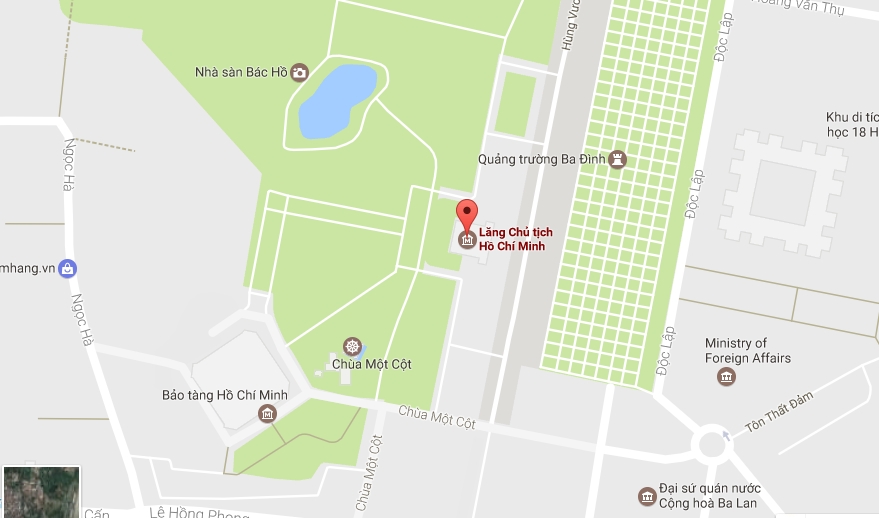 Hoàng Văn Thụ
Hùng Vươ
Độc Lập
Nhà sàn Bác Hồ
Khu di tíc
học 18 H
Quảng trường Ba Đình
Ngọc Hà
Độc Lập
Lăng Chủ tịch
Hồ Chí Minh
mhang.vn
Ngọc Hà
Độc Lập
Ministry of
Foreign Affairs
Chùa Một Cột
Bảo tàng Hồ Chí Minh
Chùa Một Cột
Tôn Thất Đàm
Chùa Một Cột
Đại sứ quán nước
Cộng hoà Ba Lan
Cấn
Lê Hồng Phong